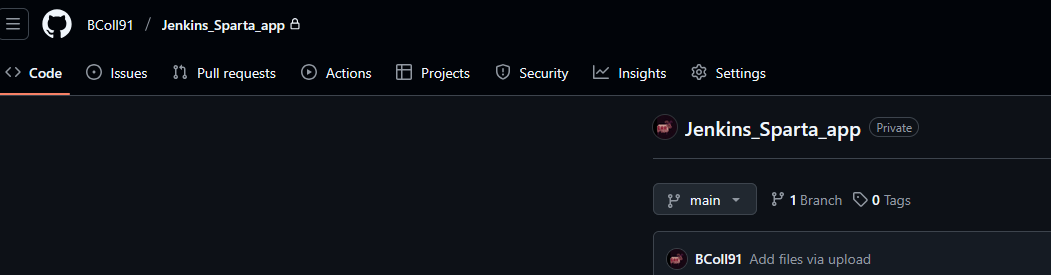 BColl91 / Jenkins_Sparta_app
Code Issues Pull requests Actions Projects Security Insights Settings
Jenkins_Sparta_app Private
main 1 Branch 0 Tags
BColl91 Add files via upload